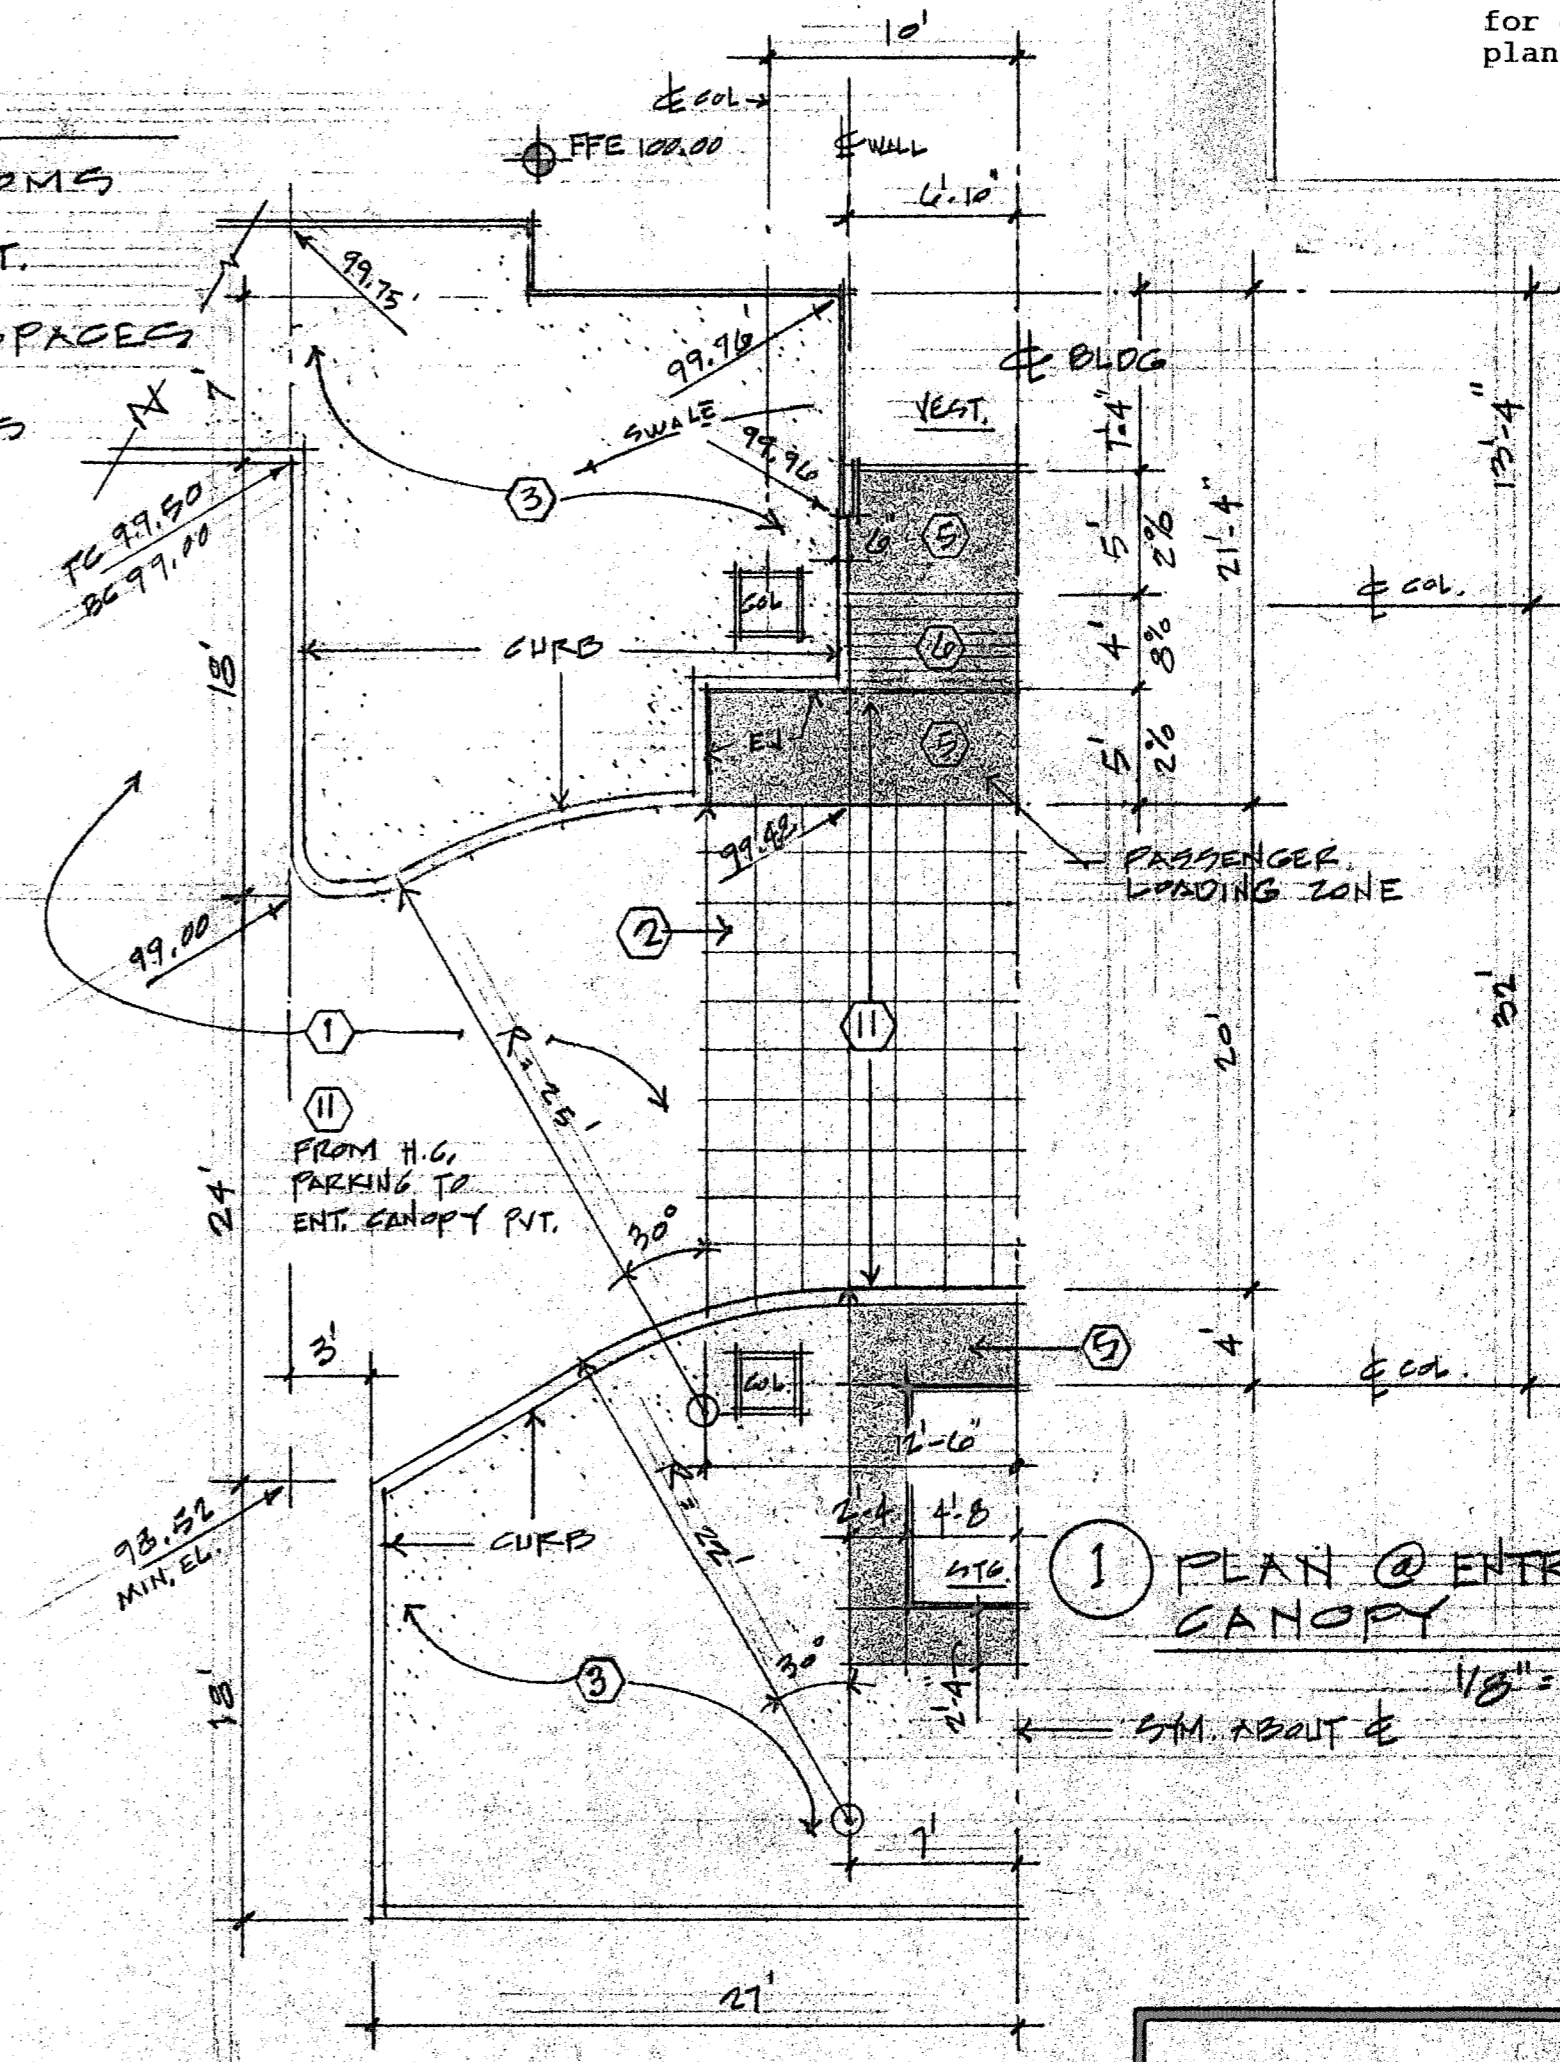 for
plan
10'
℄ COL
FFE 100.00
℄ WALL
6'-10"
99.75'
99.96'
SWALE
99.96
℄ BLDG
VEST.
7'
TC 99.50
BC 99.00
3
5
6"
COL
6
CURB
EJ
5
7'-4"
5'
2%
4'
8%
5'
2%
21'-4"
13'-4"
℄ COL.
18'
99.48
PASSENGER
LOADING ZONE
99.00
2
11
1
R = 25'
11
FROM H.C.
PARKING TO
ENT. CANOPY PVT.
30°
20'
32'
24'
3'
COL
5
4'
℄ COL.
12'-6"
98.52
MIN. EL.
CURB
R = 22'
2'-4
4'-8
STG.
1
PLAN @ ENTR
CANOPY
1/8" =
3
30°
2'-4"
SYM. ABOUT ℄
18'
7'
27'